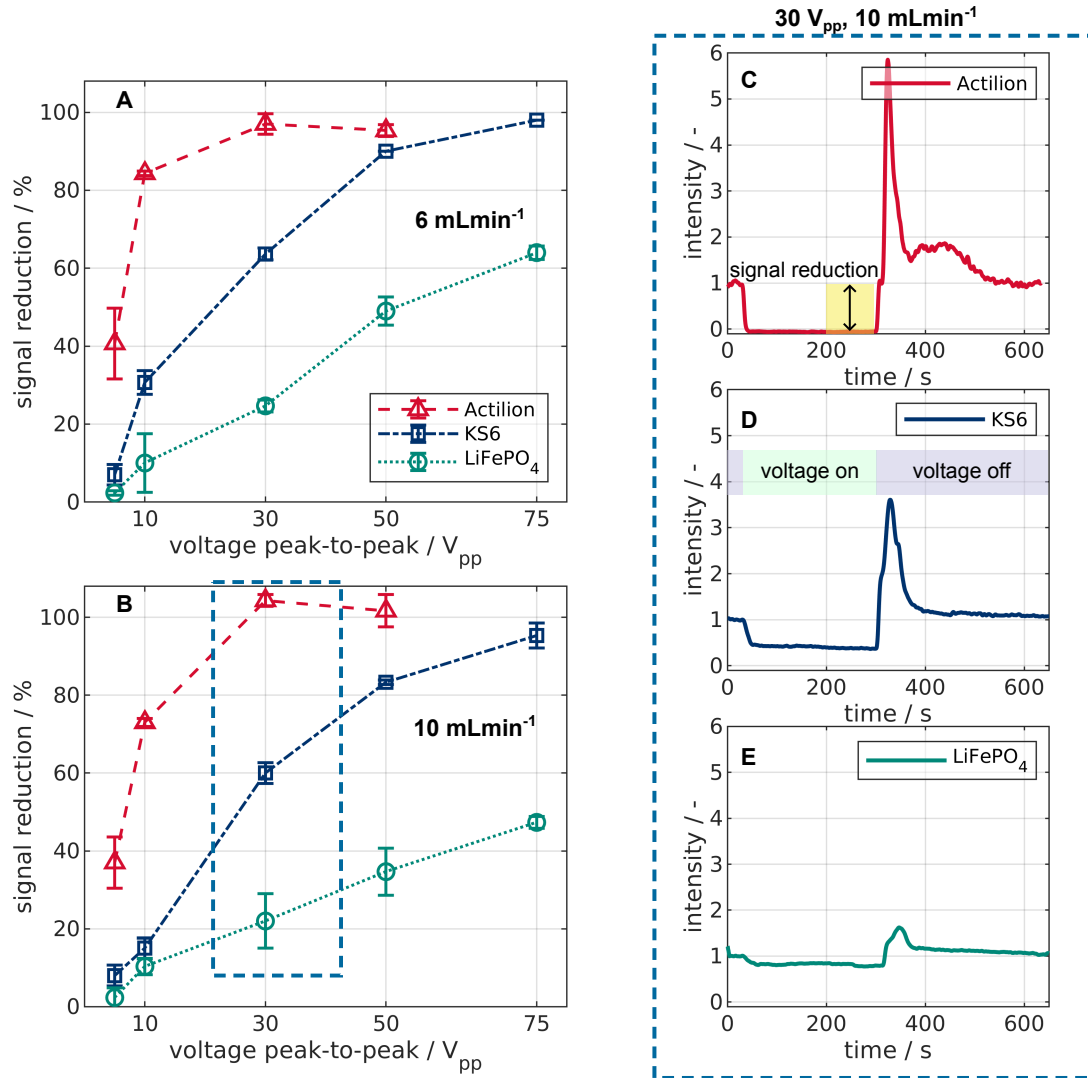 A
100
80
60
40
20
0
signal reduction / %
6 mLmin⁻¹
Actilion
KS6
LiFePO₄
10 30 50 75
voltage peak-to-peak / Vₚₚ
B
100
80
60
40
20
0
signal reduction / %
10 mLmin⁻¹
10 30 50 75
voltage peak-to-peak / Vₚₚ
30 Vₚₚ, 10 mLmin⁻¹
C
Actilion
6
5
4
3
2
1
0
intensity / -
signal reduction
0 200 400 600
time / s
D
KS6
6
5
4
3
2
1
0
intensity / -
voltage on voltage off
0 200 400 600
time / s
E
LiFePO₄
6
5
4
3
2
1
0
intensity / -
0 200 400 600
time / s